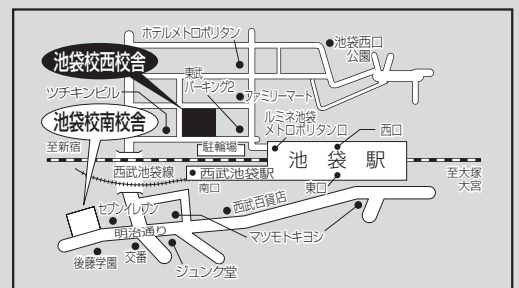 ホテルメトロポリタン
池袋西口
公園
池袋校西校舎
東武
パーキング2
ファミリーマート
ツチキンビル
ルミネ池袋
メトロポリタン口
西口
池袋校南校舎
駐輪場
至新宿
池袋駅
至大塚
大宮
西武池袋線
西武池袋駅
南口
東口
西武百貨店
セブンイレブン
明治通り
マツモトキヨシ
後藤学園
交番
ジュンク堂